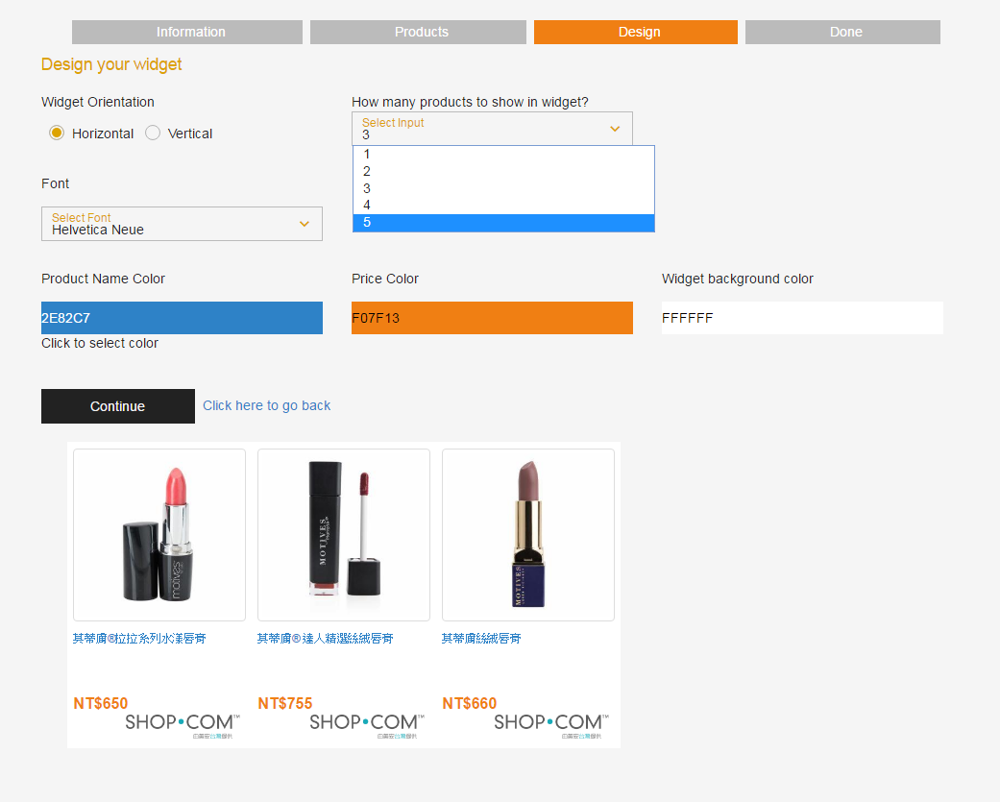 Information Products Design Done
Design your widget
Widget Orientation
Horizontal Vertical
How many products to show in widget?
Select Input
3
1
2
3
4
5
Font
Select Font
Helvetica Neue
Product Name Color
2E82C7
Click to select color
Price Color
F07F13
Widget background color
FFFFFF
Continue Click here to go back
motives
MOTIVES
MOTIVES
其蒂膚®拉拉系列水漾唇膏
其蒂膚®達人精選絲絨唇膏
其蒂膚絲絨唇膏
NT$650
SHOP•COM™
NT$755
SHOP•COM™
NT$660
SHOP•COM™